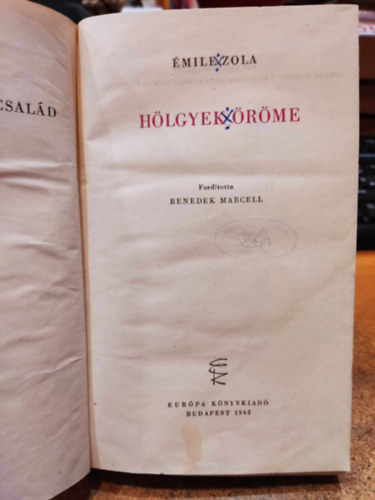 CSALÁD
ÉMILE ZOLA
HÖLGYEK ÖRÖME
Fordította
BENEDEK MARCELL
EURÓPA KÖNYVKIADÓ
BUDAPEST 1962